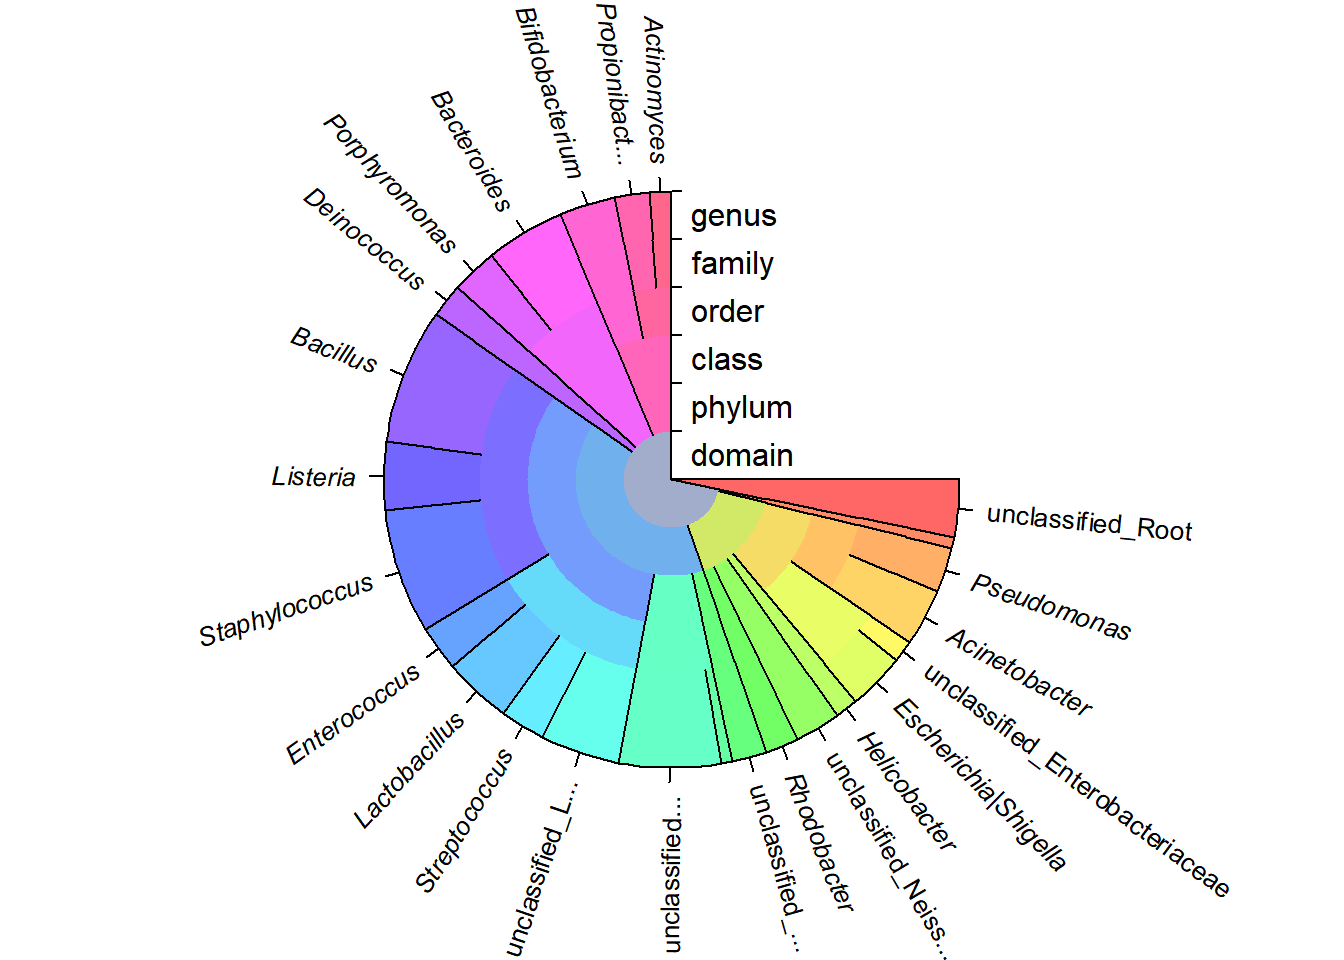 Actinomyces
Propionibact...
Bifidobacterium
Bacteroides
Porphyromonas
Deinococcus
Bacillus
Listeria
Staphylococcus
Enterococcus
Lactobacillus
Streptococcus
unclassified_L...
unclassified...
unclassified_...
Rhodobacter
unclassified_Neiss...
Helicobacter
Escherichia|Shigella
unclassified_Enterobacteriaceae
Acinetobacter
Pseudomonas
unclassified_Root
genus
family
order
class
phylum
domain